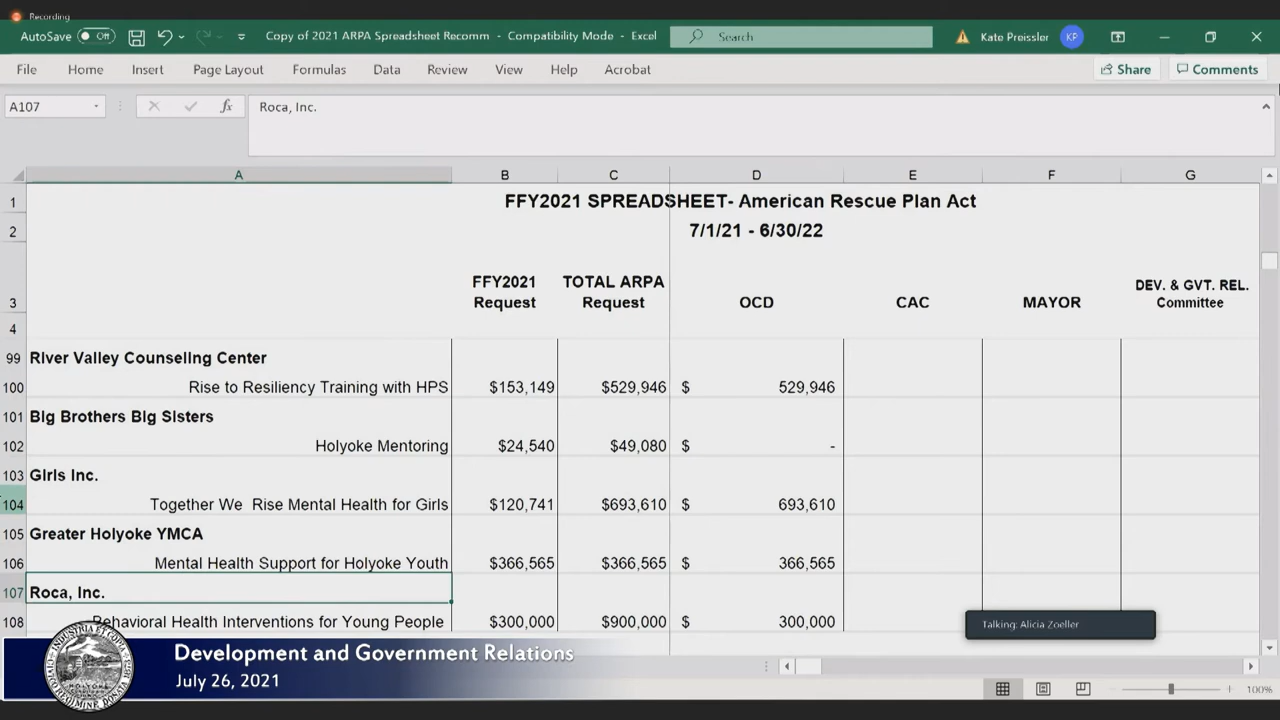 Recording
AutoSave Off Copy of 2021 ARPA Spreadsheet Recomm - Compatibility Mode - Excel Search Kate Preissler KP
File Home Insert Page Layout Formulas Data Review View Help Acrobat Share Comments
A107 fx Roca, Inc.
A B C D E F G
1 FFY2021 SPREADSHEET- American Rescue Plan Act
2 7/1/21 - 6/30/22
FFY2021 TOTAL ARPA DEV. & GVT. REL.
3 Request Request OCD CAC MAYOR Committee
4
99 River Valley Counseling Center
100 Rise to Resiliency Training with HPS $153,149 $529,946 $ 529,946
101 Big Brothers Big Sisters
102 Holyoke Mentoring $24,540 $49,080 $ -
103 Girls Inc.
104 Together We Rise Mental Health for Girls $120,741 $693,610 $ 693,610
105 Greater Holyoke YMCA
106 Mental Health Support for Holyoke Youth $366,565 $366,565 $ 366,565
107 Roca, Inc.
108 Behavioral Health Interventions for Young People $300,000 $900,000 $ 300,000
Talking: Alicia Zoeller
Development and Government Relations
July 26, 2021
100%